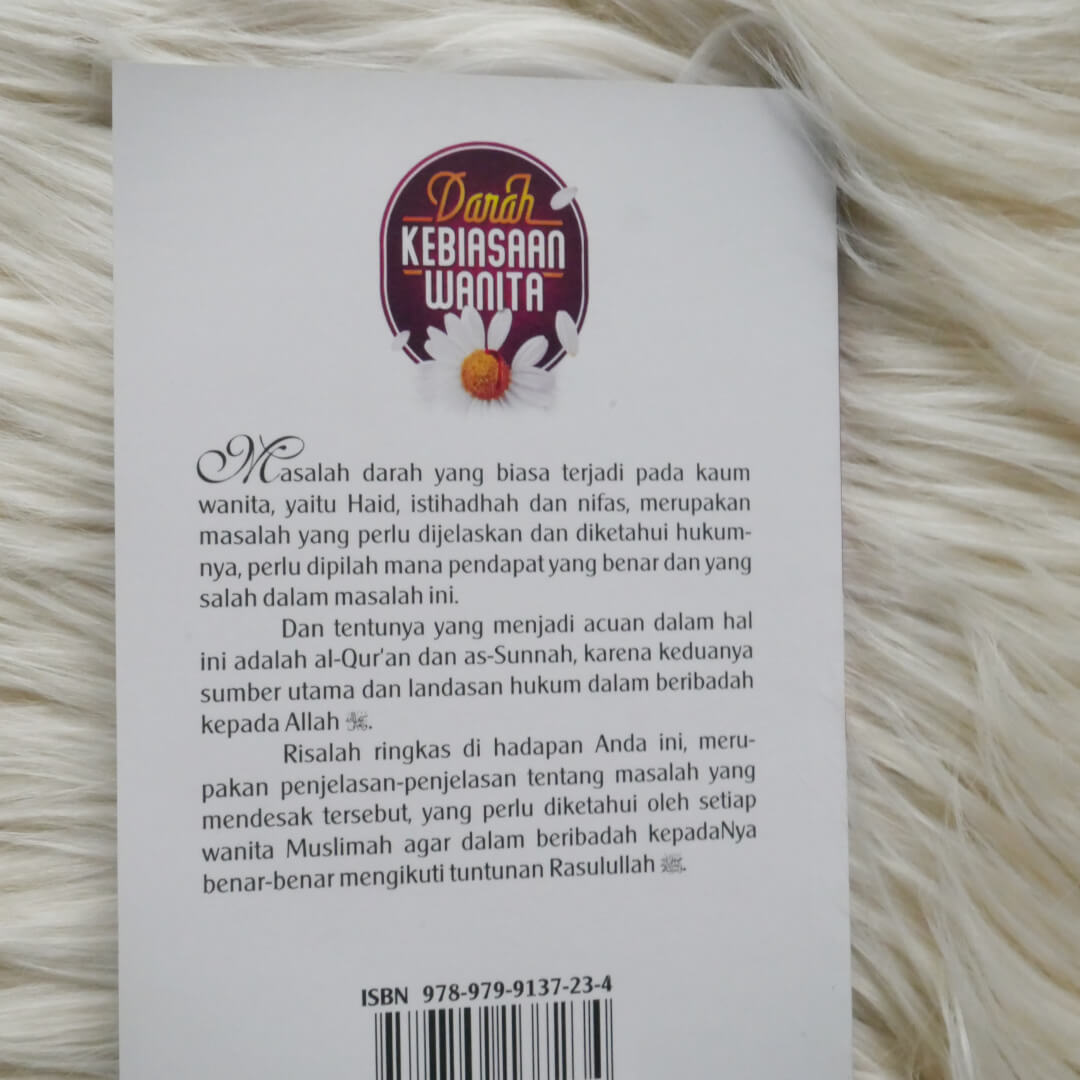 Darah
KEBIASAAN
WANITA
Masalah darah yang biasa terjadi pada kaum
wanita, yaitu Haid, istihadhah dan nifas, merupakan
masalah yang perlu dijelaskan dan diketahui hukum-
nya, perlu dipilah mana pendapat yang benar dan yang
salah dalam masalah ini.
Dan tentunya yang menjadi acuan dalam hal
ini adalah al-Qur'an dan as-Sunnah, karena keduanya
sumber utama dan landasan hukum dalam beribadah
kepada Allah .
Risalah ringkas di hadapan Anda ini, meru-
pakan penjelasan-penjelasan tentang masalah yang
mendesak tersebut, yang perlu diketahui oleh setiap
wanita Muslimah agar dalam beribadah kepadaNya
benar-benar mengikuti tuntunan Rasulullah ﷺ.
ISBN 978-979-9137-23-4